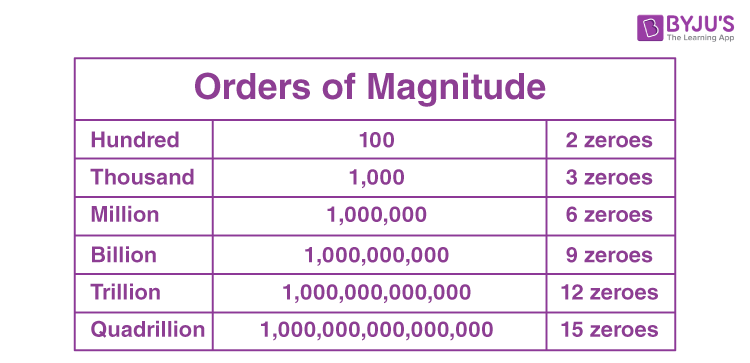 BYJU'S
The Learning App
Orders of Magnitude
Hundred 100 2 zeroes
Thousand 1,000 3 zeroes
Million 1,000,000 6 zeroes
Billion 1,000,000,000 9 zeroes
Trillion 1,000,000,000,000 12 zeroes
Quadrillion 1,000,000,000,000,000 15 zeroes